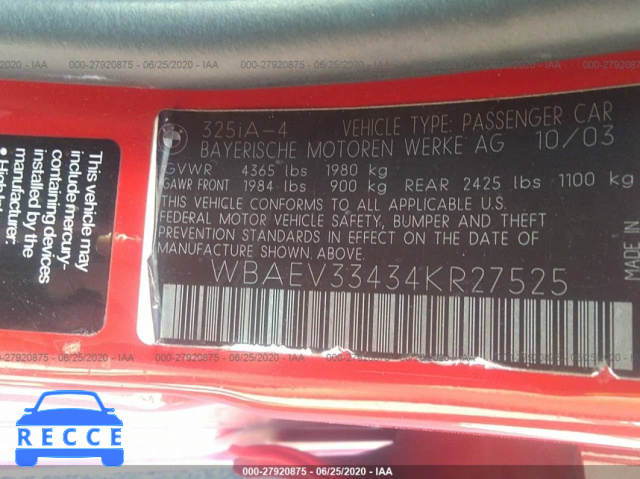 000-27920875 - 06/25/2020 - IAA
000-27920875 - 06/25/2020 - IAA
000-27920875 - 06/25/2020 - IAA
325iA-4 VEHICLE TYPE: PASSENGER CAR
BAYERISCHE MOTOREN WERKE AG 10/03
GVWR 4365 lbs 1980 kg
GAWR FRONT 1984 lbs 900 kg REAR 2425 lbs 1100 kg
THIS VEHICLE CONFORMS TO ALL APPLICABLE U.S.
FEDERAL MOTOR VEHICLE SAFETY, BUMPER AND THEFT
PREVENTION STANDARDS IN EFFECT ON THE DATE OF
MANUFACTURE SHOWN ABOVE.
WBAEV33434KR27525
MADE IN
This vehicle may
include mercury-
containing devices
installed by the
000-27920875 - 06/25/2020 - IAA
000-27920875 - 06/25/2020 - IAA
000-27920875 - 06/25/2020 - IAA
RECCE
000-27920875 - 06/25/2020 - IAA